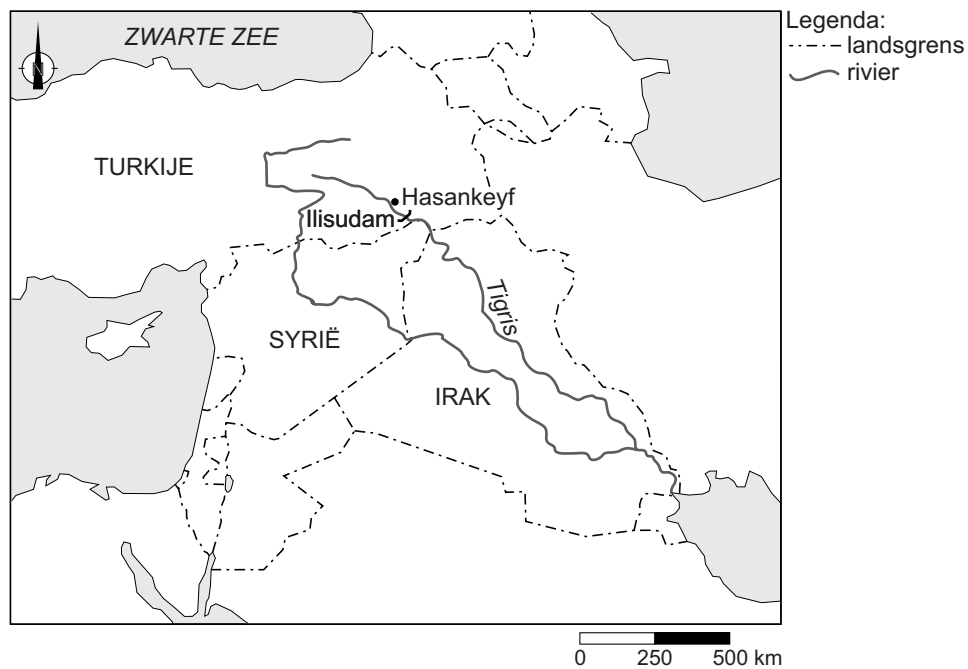 ZWARTE ZEE
Legenda:
landsgrens
rivier
N
TURKIJE
Hasankeyf
Ilisudam
Tigris
SYRIË
IRAK
0 250 500 km